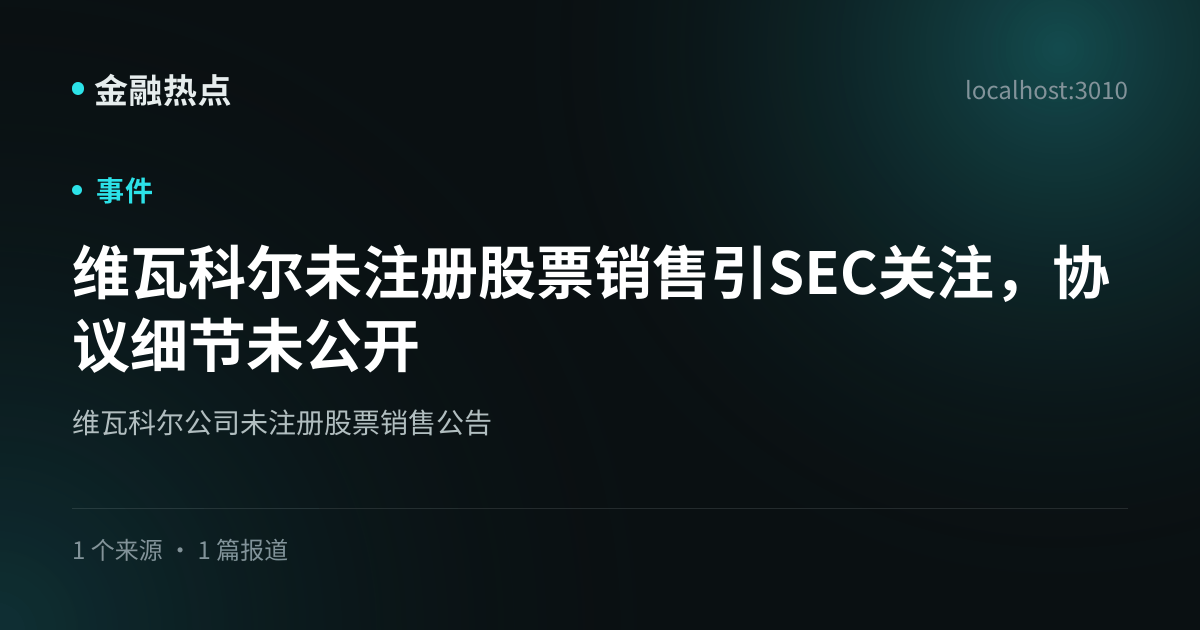 金融热点
localhost:3010
事件
维瓦科尔未注册股票销售引SEC关注，协
议细节未公开
维瓦科尔公司未注册股票销售公告
1 个来源 · 1 篇报道